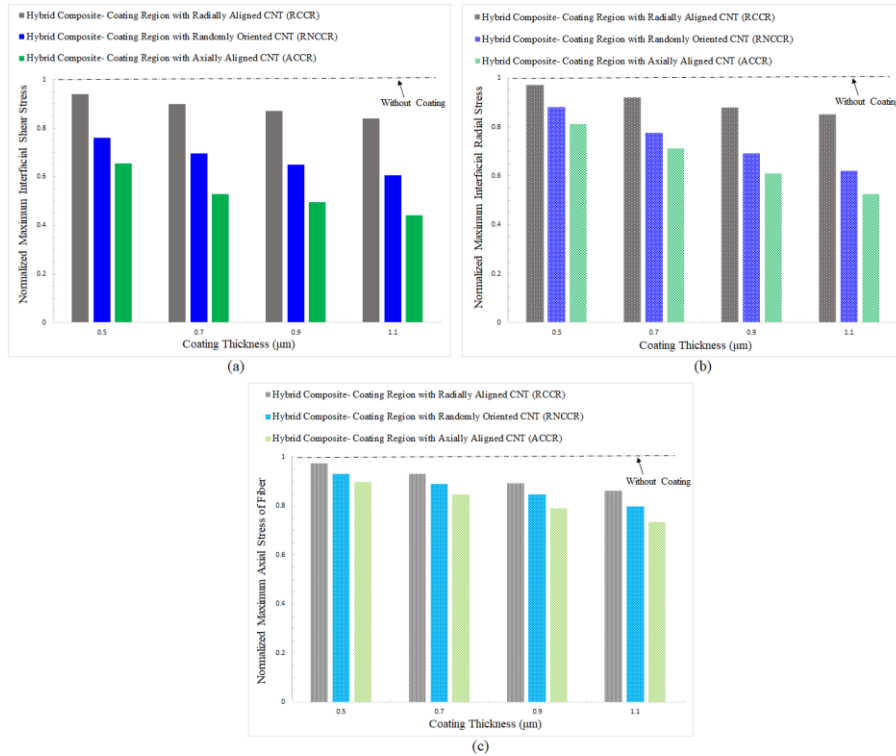 Hybrid Composite- Coating Region with Radially Aligned CNT (RCCR)
Hybrid Composite- Coating Region with Randomly Oriented CNT (RNCCR)
Hybrid Composite- Coating Region with Axially Aligned CNT (ACCR)
Normalized Maximum Interfacial Shear Stress
1
0.8
0.6
0.4
0.2
0
Without Coating
0.5
0.7
0.9
1.1
Coating Thickness (μm)
(a)
Hybrid Composite- Coating Region with Radially Aligned CNT (RCCR)
Hybrid Composite- Coating Region with Randomly Oriented CNT (RNCCR)
Hybrid Composite- Coating Region with Axially Aligned CNT (ACCR)
Normalized Maximum Interfacial Radial Stress
1
0.8
0.6
0.4
0.2
0
Without Coating
0.5
0.7
0.9
1.1
Coating Thickness (μm)
(b)
Hybrid Composite- Coating Region with Radially Aligned CNT (RCCR)
Hybrid Composite- Coating Region with Randomly Oriented CNT (RNCCR)
Hybrid Composite- Coating Region with Axially Aligned CNT (ACCR)
Normalized Maximum Axial Stress of Fiber
1
0.8
0.6
0.4
0.2
0
Without Coating
0.5
0.7
0.9
1.1
Coating Thickness (μm)
(c)